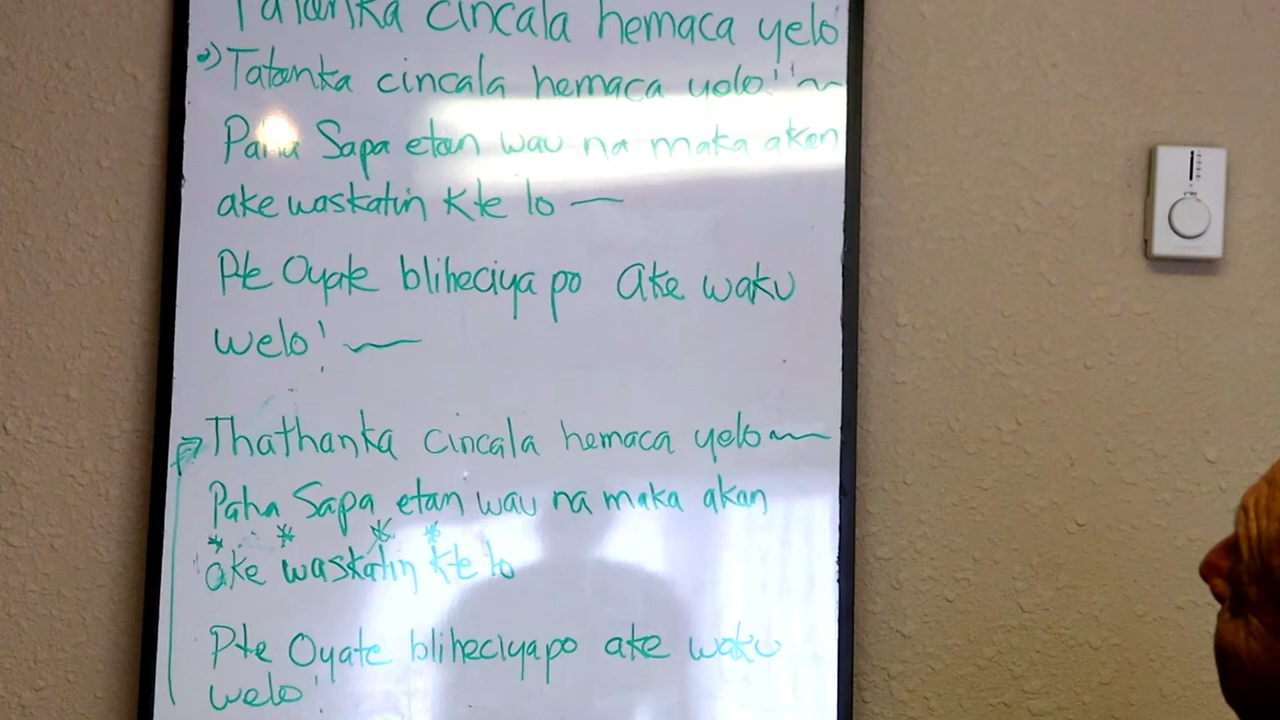 Tatanka cincala hemaca yelo
2) Tatanka cincala hemaca yelo! ~
Paha Sapa etan wau na maka akan
ake waskatin kte lo —
Pte Oyate bliheciya po ake waku
welo! —
Thathanka cincala hemaca yelo —
Paha Sapa etan wau na maka akan
* * * *
ake waskatin kte lo
Pte Oyate bliheciyapo ake waku
welo!